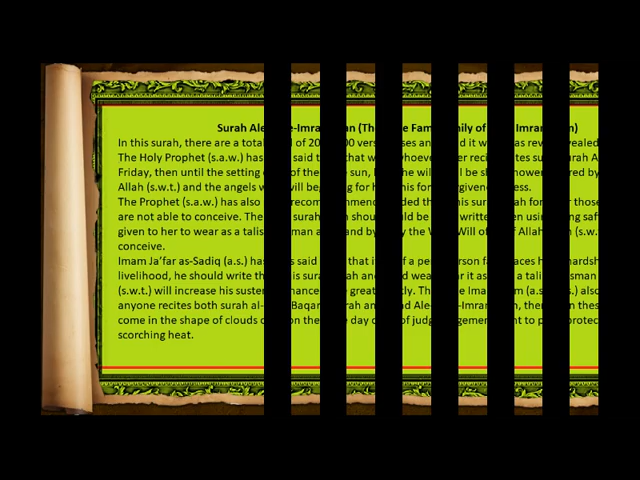 Surah Ale-Imran (The Family of Imran)
In this surah, there are a total of 200 verses and it was revealed
The Holy Prophet (s.a.w.) has said that whoever recites surah
Friday, then until the setting of the sun, he will be showered by
Allah (s.w.t.) and the angels will be begging for his forgiveness.
The Prophet (s.a.w.) has also recommended this surah for those
are not able to conceive. The surah should be written using
given to her to wear as a talisman and by the Will of Allah (s.w.
conceive.
Imam Ja'far as-Sadiq (a.s.) has said that if a person faces hardsh
livelihood, he should write this surah and wear it as a talisman
(s.w.t.) will increase his sustenance greatly. The Imam (a.s.) also
anyone recites both surah al-Baqarah and Ale-Imran, then these
come in the shape of clouds on the day of judgement to protec
scorching heat.